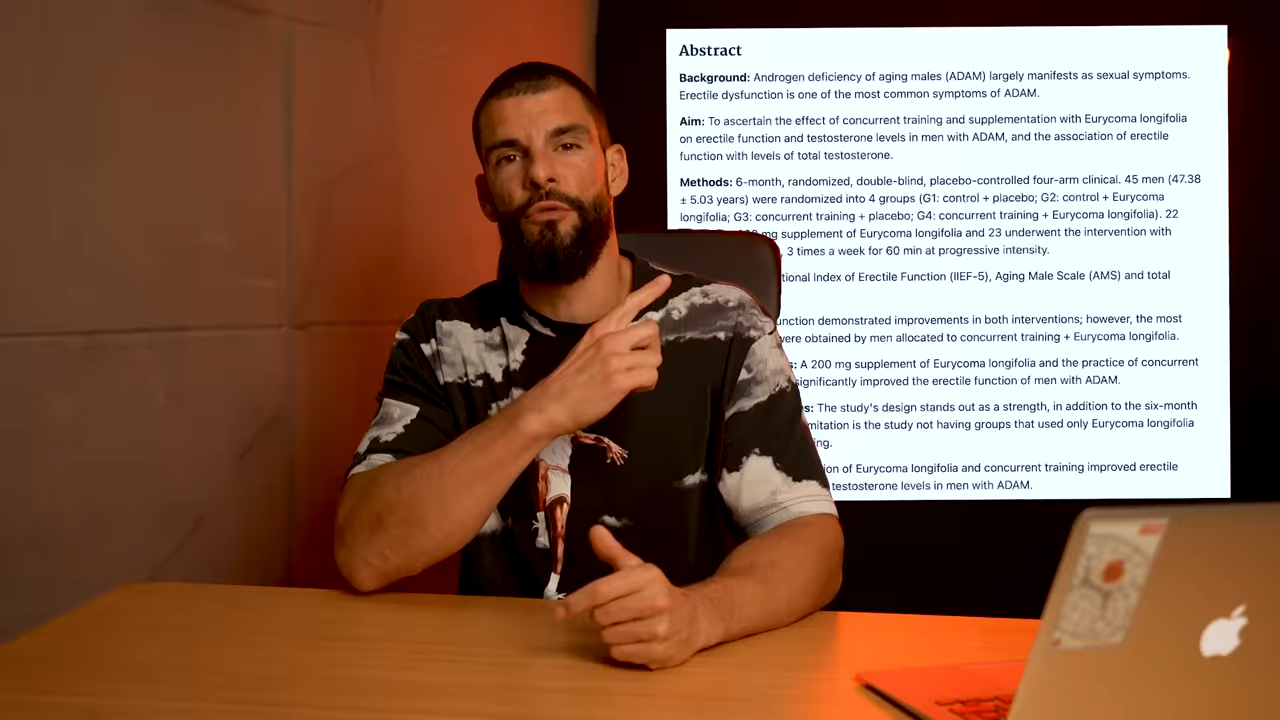 Abstract
Background: Androgen deficiency of aging males (ADAM) largely manifests as sexual symptoms.
Erectile dysfunction is one of the most common symptoms of ADAM.
Aim: To ascertain the effect of concurrent training and supplementation with Eurycoma longifolia
on erectile function and testosterone levels in men with ADAM, and the association of erectile
function with levels of total testosterone.
Methods: 6-month, randomized, double-blind, placebo-controlled four-arm clinical. 45 men (47.38
± 5.03 years) were randomized into 4 groups (G1: control + placebo; G2: control + Eurycoma
longifolia; G3: concurrent training + placebo; G4: concurrent training + Eurycoma longifolia). 22
mg supplement of Eurycoma longifolia and 23 underwent the intervention with
, 3 times a week for 60 min at progressive intensity.
tional Index of Erectile Function (IIEF-5), Aging Male Scale (AMS) and total
unction demonstrated improvements in both interventions; however, the most
were obtained by men allocated to concurrent training + Eurycoma longifolia.
s: A 200 mg supplement of Eurycoma longifolia and the practice of concurrent
significantly improved the erectile function of men with ADAM.
s: The study's design stands out as a strength, in addition to the six-month
mitation is the study not having groups that used only Eurycoma longifolia
ing.
ion of Eurycoma longifolia and concurrent training improved erectile
testosterone levels in men with ADAM.